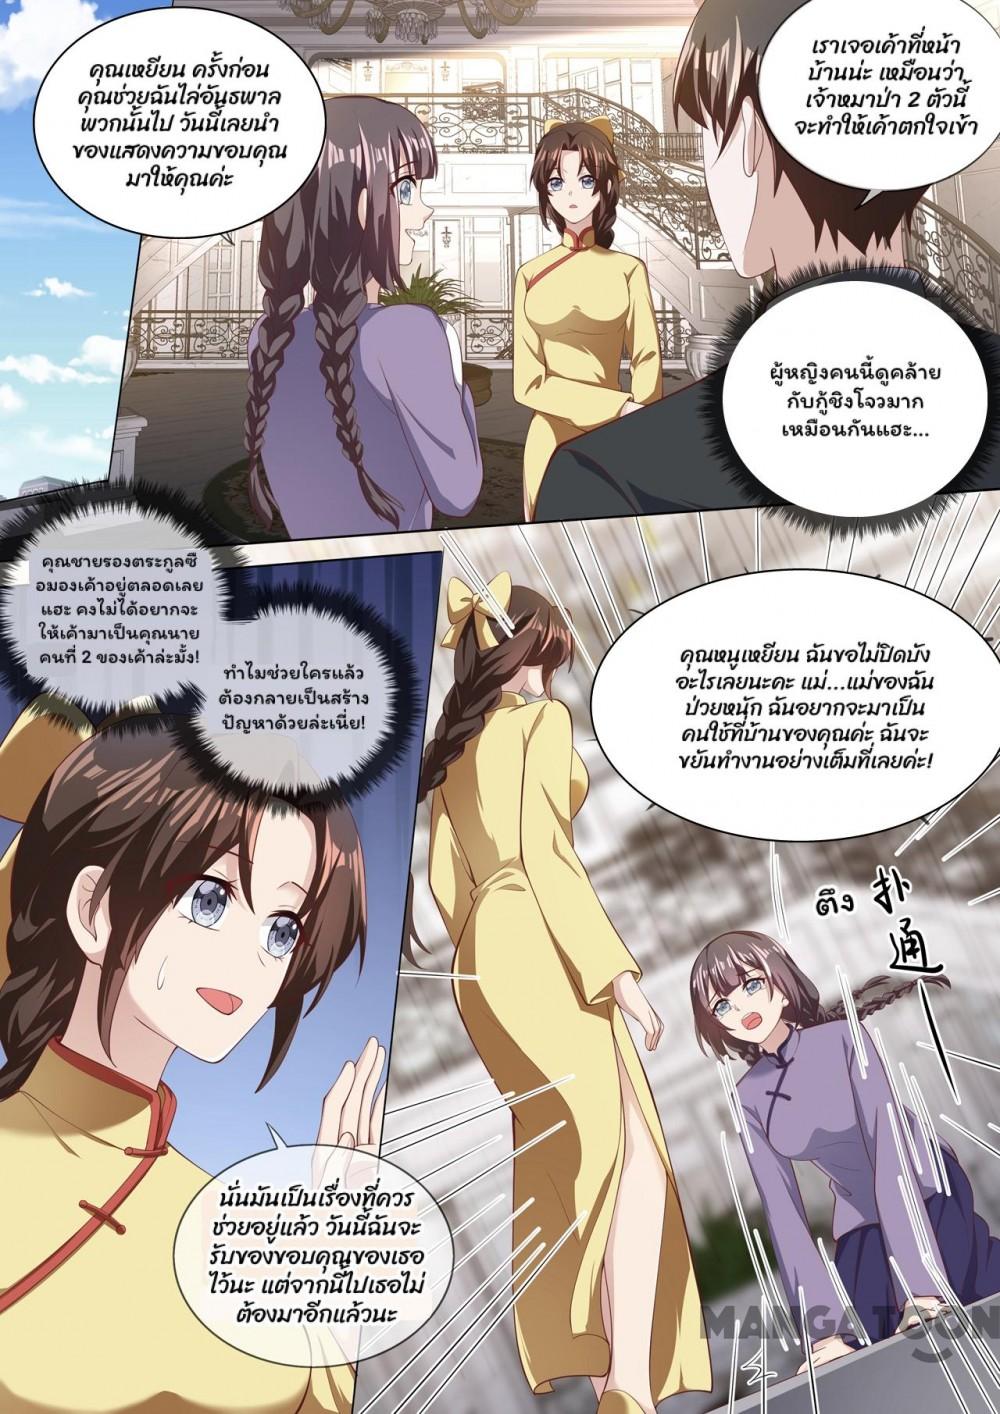 เราเจอเค้าที่หน้า
บ้านน่ะ เหมือนว่า
เจ้าหมาป่า 2 ตัวนี้
จะทำให้เค้าตกใจเข้า
คุณเหยียน ครั้งก่อน
คุณช่วยฉันไล่อันธพาล
พวกนั้นไป วันนี้เลยนำ
ของแสดงความขอบคุณ
มาให้คุณค่ะ
ผู้หญิงคนนี้ดูคล้าย
กับกู้ชิงโจวมาก
เหมือนกันแฮะ...
คุณชายรองตระกูลซื
อมองเค้าอยู่ตลอดเลย
แฮะ คงไม่ได้อยากจะ
ให้เค้ามาเป็นคุณนาย
คนที่ 2 ของเค้าล่ะมั้ง!
ทำไมช่วยใครแล้ว
ต้องกลายเป็นสร้าง
ปัญหาด้วยล่ะเนี่ย!
นั่นมันเป็นเรื่องที่ควร
ช่วยอยู่แล้ว วันนี้ฉันจะ
รับของขอบคุณของเธอ
ไว้นะ แต่จากนี้ไปเธอไม่
ต้องมาอีกแล้วนะ
คุณหนูเหยียน ฉันขอไม่ปิดบัง
อะไรเลยนะคะ แม่...แม่ของฉัน
ป่วยหนัก ฉันอยากจะมาเป็น
คนใช้ที่บ้านของคุณค่ะ ฉันจะ
ขยันทำงานอย่างเต็มที่เลยค่ะ!
ตึง
扑通
MANGATOON